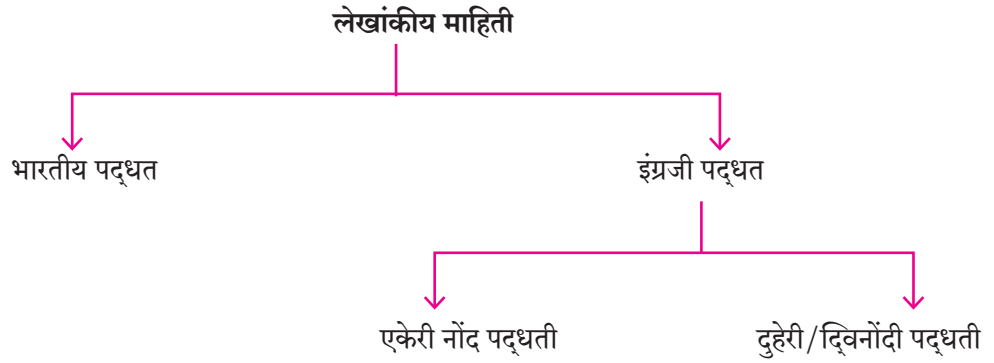 लेखांकीय माहिती
भारतीय पद्धत
इंग्रजी पद्धत
एकेरी नोंद पद्धती
दुहेरी/द्विनोंदी पद्धती